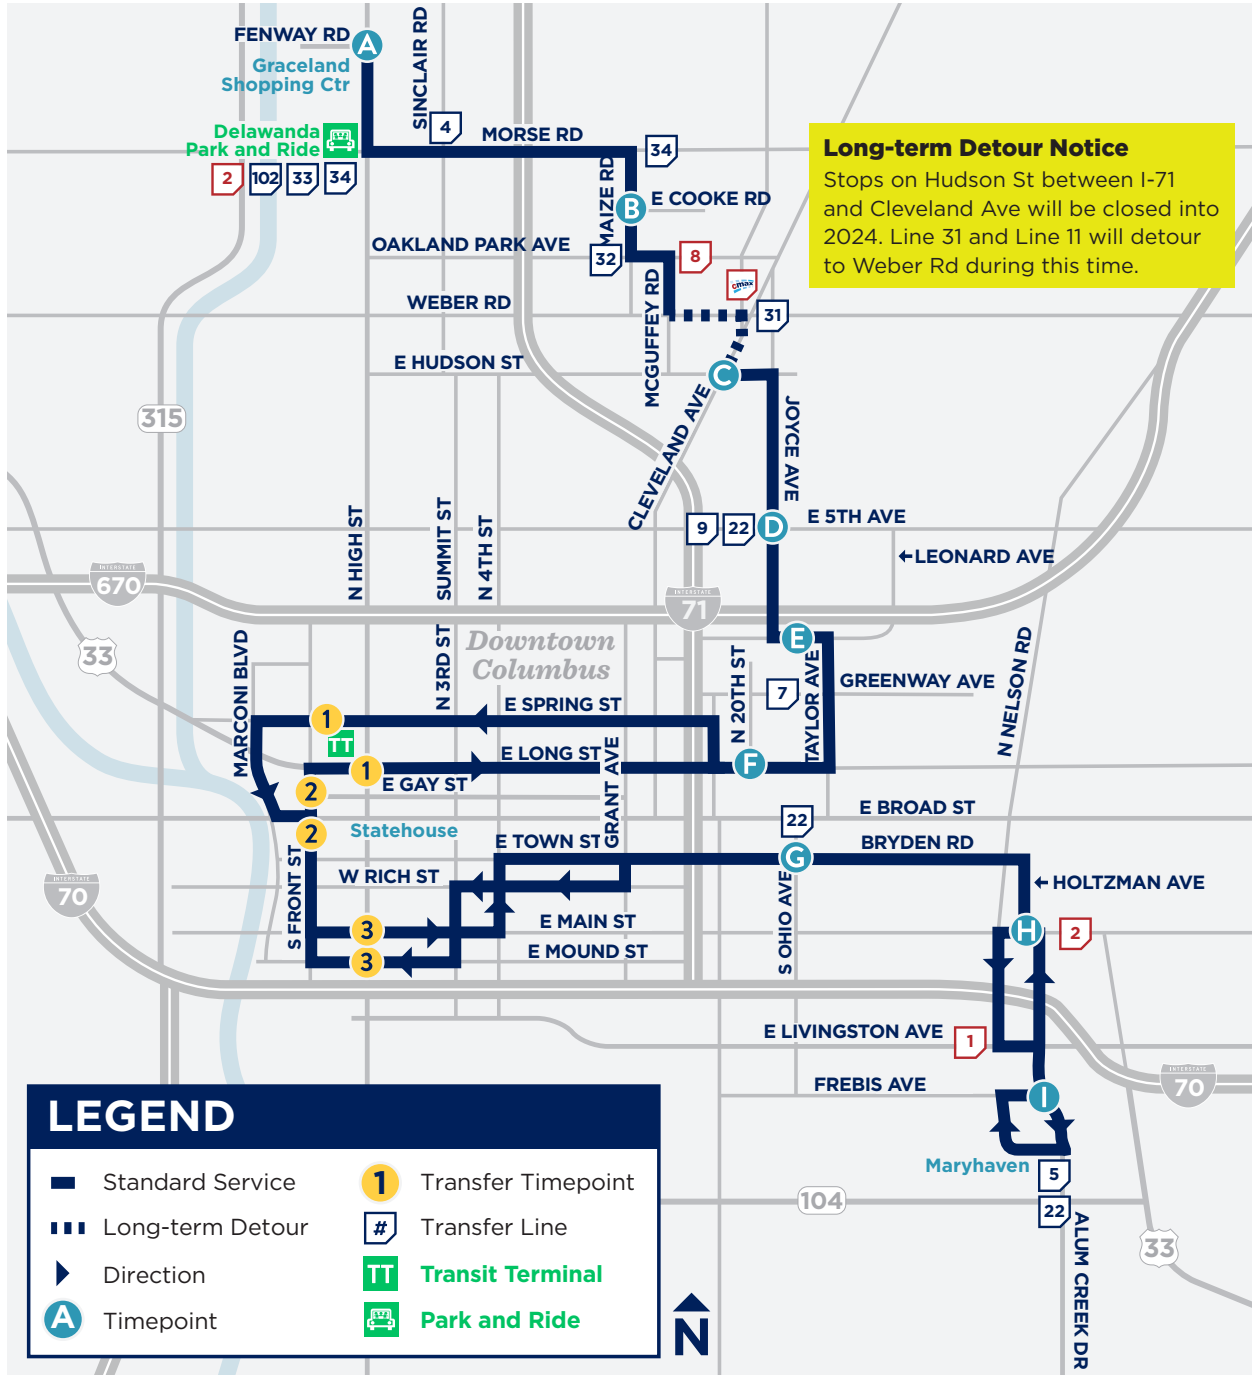 FENWAY RD
A
Graceland
Shopping Ctr
SINCLAIR RD
Delawanda
Park and Ride
2
102
33
34
4
MORSE RD
34
MAIZE RD
B
E COOKE RD
OAKLAND PARK AVE
32
8
MCGUFFEY RD
cmax
WEBER RD
31
Long-term Detour Notice
Stops on Hudson St between I-71
and Cleveland Ave will be closed into
2024. Line 31 and Line 11 will detour
to Weber Rd during this time.
E HUDSON ST
C
CLEVELAND AVE
JOYCE AVE
315
N HIGH ST
SUMMIT ST
N 4TH ST
9
22
D
E 5TH AVE
LEONARD AVE
INTERSTATE
670
INTERSTATE
71
33
Downtown
Columbus
MARCONI BLVD
N 3RD ST
E
N 20TH ST
TAYLOR AVE
7
GREENWAY AVE
N NELSON RD
1
E SPRING ST
TT
1
E LONG ST
F
2
E GAY ST
GRANT AVE
E BROAD ST
2
Statehouse
22
E TOWN ST
G
BRYDEN RD
S FRONT ST
W RICH ST
HOLTZMAN AVE
INTERSTATE
70
3
E MAIN ST
S OHIO AVE
H
2
3
E MOUND ST
E LIVINGSTON AVE
1
FREBIS AVE
I
INTERSTATE
70
Maryhaven
5
22
104
33
ALUM CREEK DR
LEGEND
Standard Service
1
Transfer Timepoint
Long-term Detour
#
Transfer Line
Direction
TT
Transit Terminal
A
Timepoint
Park and Ride
N